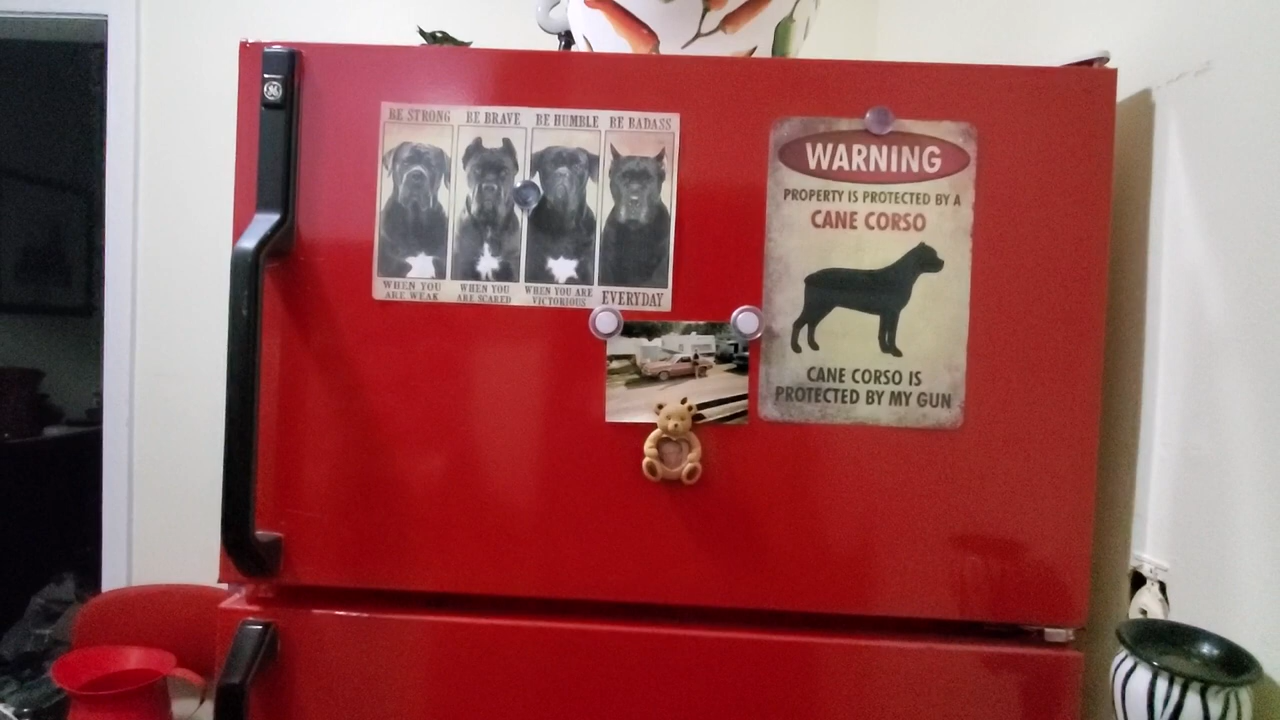 GE
BE STRONG BE BRAVE BE HUMBLE BE BADASS
WHEN YOU ARE WEAK
WHEN YOU ARE SCARED
WHEN YOU ARE VICTORIOUS
EVERYDAY
WARNING
PROPERTY IS PROTECTED BY A
CANE CORSO
CANE CORSO IS
PROTECTED BY MY GUN